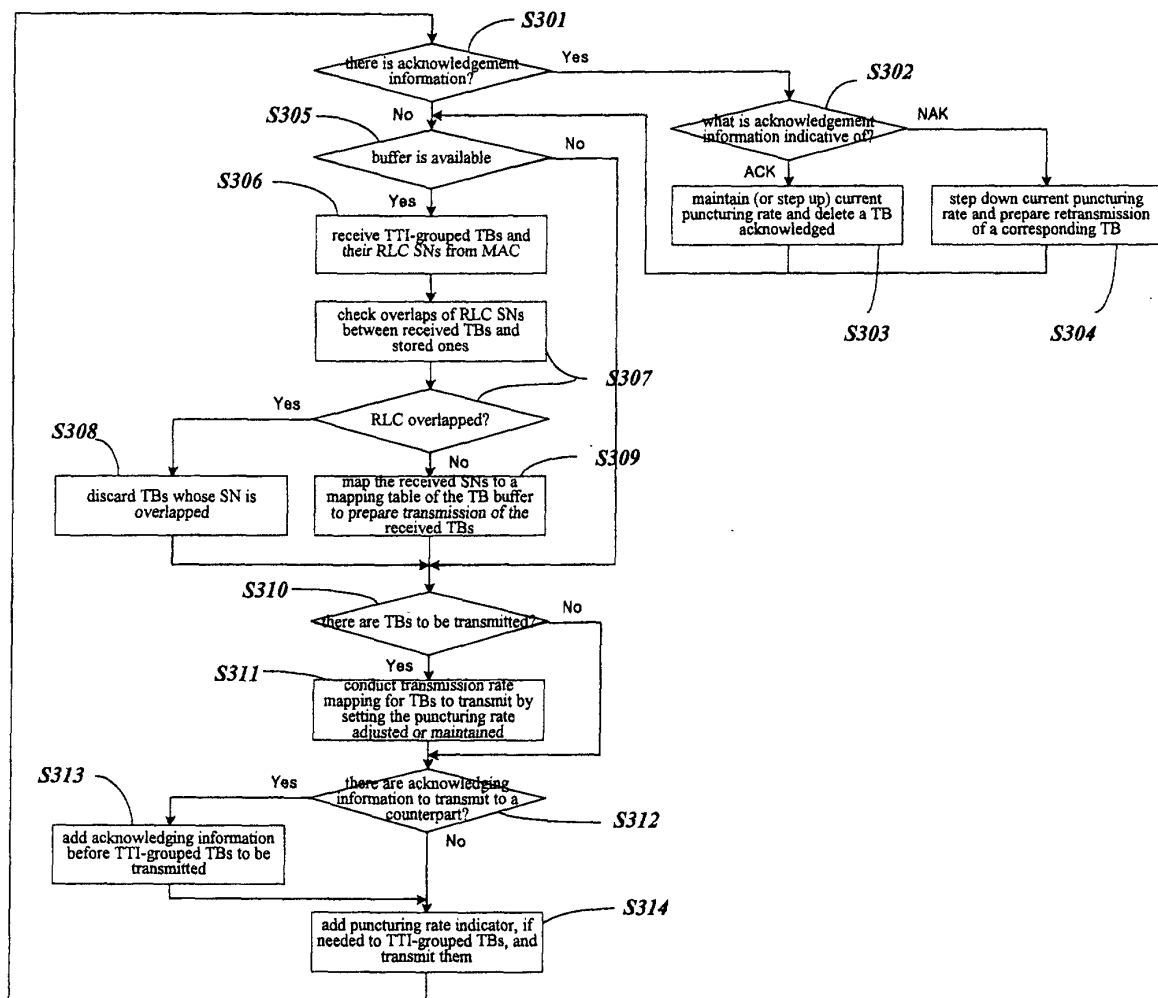 S301
there is acknowledgement
information?
Yes
No
S302
what is acknowledgement
information indicative of?
NAK
ACK
S305
buffer is available
No
Yes
maintain (or step up) current
puncturing rate and delete a TB
acknowledged
step down current puncturing
rate and prepare retransmission
of a corresponding TB
S303
S304
S306
receive TTI-grouped TBs and
their RLC SNs from MAC
check overlaps of RLC SNs
between received TBs and
stored ones
S307
RLC overlapped?
Yes
No
S308
discard TBs whose SN is
overlapped
S309
map the received SNs to a
mapping table of the TB buffer
to prepare transmission of the
received TBs
S310
there are TBs to be transmitted?
No
Yes
S311
conduct transmission rate
mapping for TBs to transmit by
setting the puncturing rate
adjusted or maintained
there are acknowledging
information to transmit to a
counterpart?
S312
Yes
No
S313
add acknowledging information
before TTI-grouped TBs to be
transmitted
S314
add puncturing rate indicator, if
needed to TTI-grouped TBs, and
transmit them